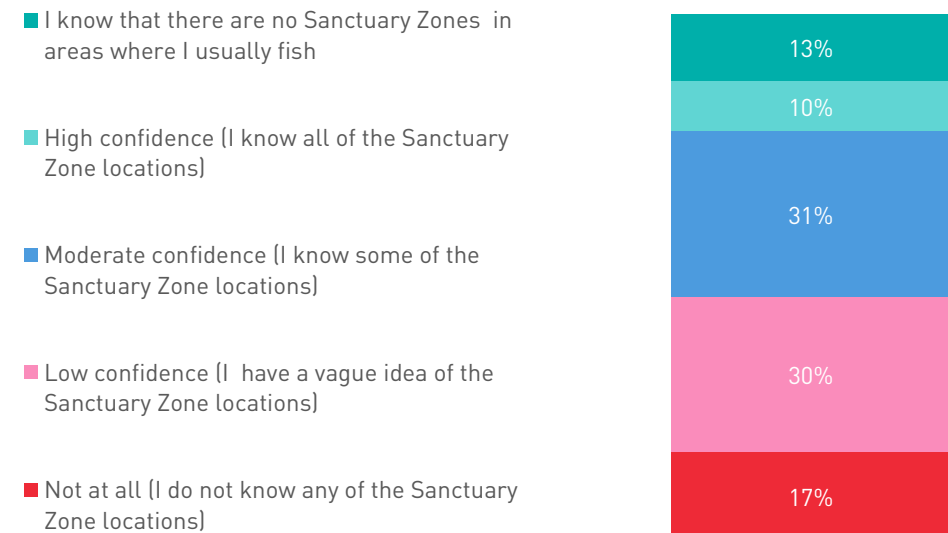 I know that there are no Sanctuary Zones  in
areas where I usually fish
High confidence (I know all of the Sanctuary
Zone locations)
Moderate confidence (I know some of the
Sanctuary Zone locations)
Low confidence (I  have a vague idea of the
Sanctuary Zone locations)
Not at all (I do not know any of the Sanctuary
Zone locations)
13%
10%
31%
30%
17%